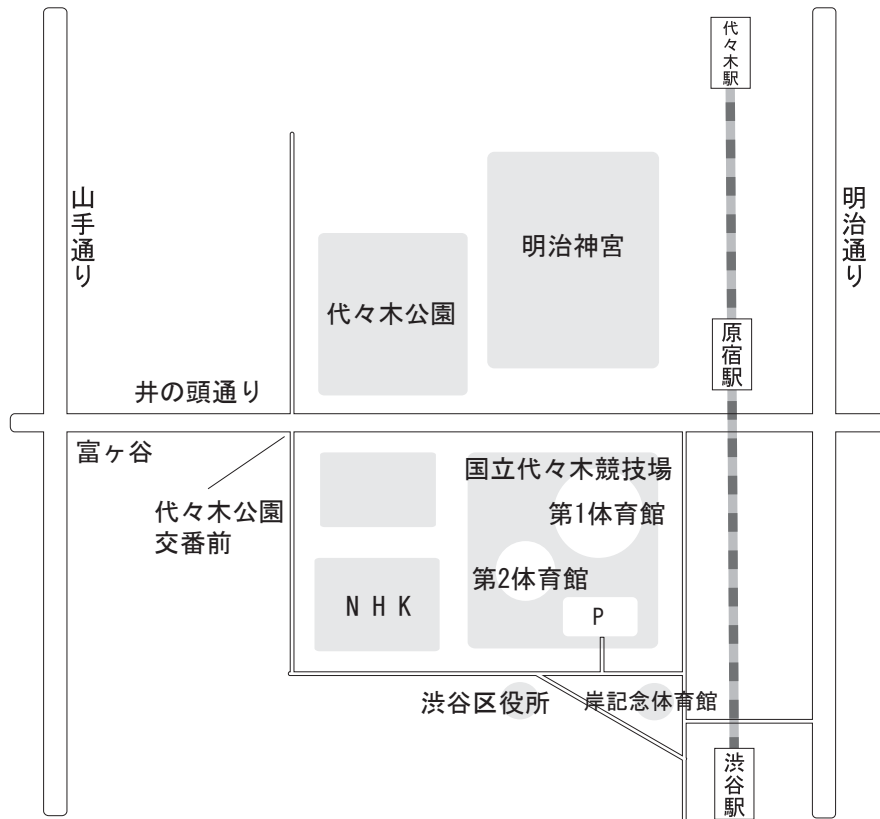 代々木駅
山手通り
明治通り
明治神宮
代々木公園
原宿駅
井の頭通り
富ヶ谷
国立代々木競技場
代々木公園
交番前
第1体育館
第2体育館
ＮＨＫ
P
渋谷区役所
岸記念体育館
渋谷駅